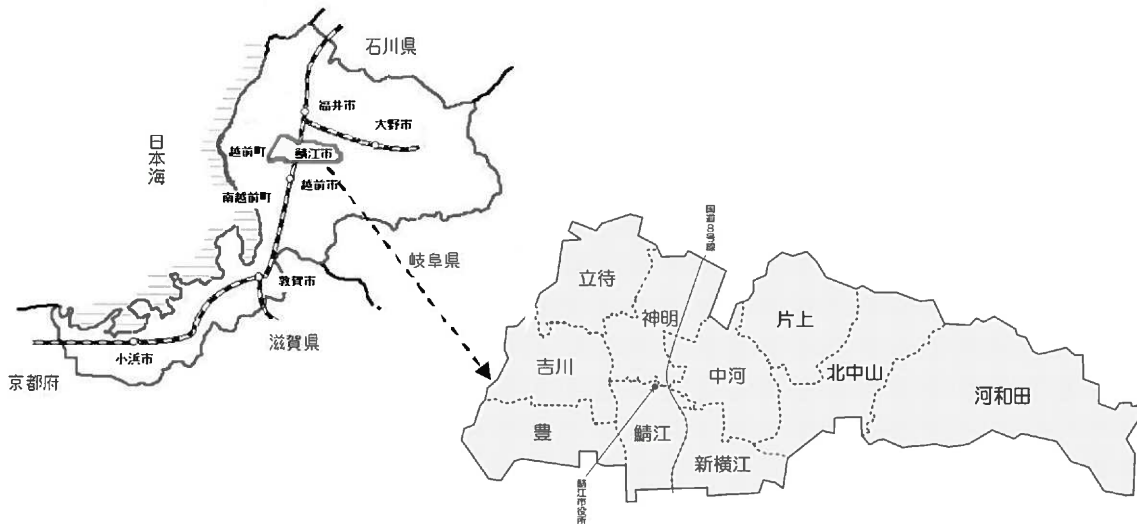 石川県
福井市
大野市
日本海
越前町
鯖江市
越前市
南越前町
岐阜県
敦賀市
滋賀県
小浜市
京都府
国道8号線
立待
神明
片上
吉川
中河
北中山
河和田
豊
鯖江
新横江
鯖江市役所